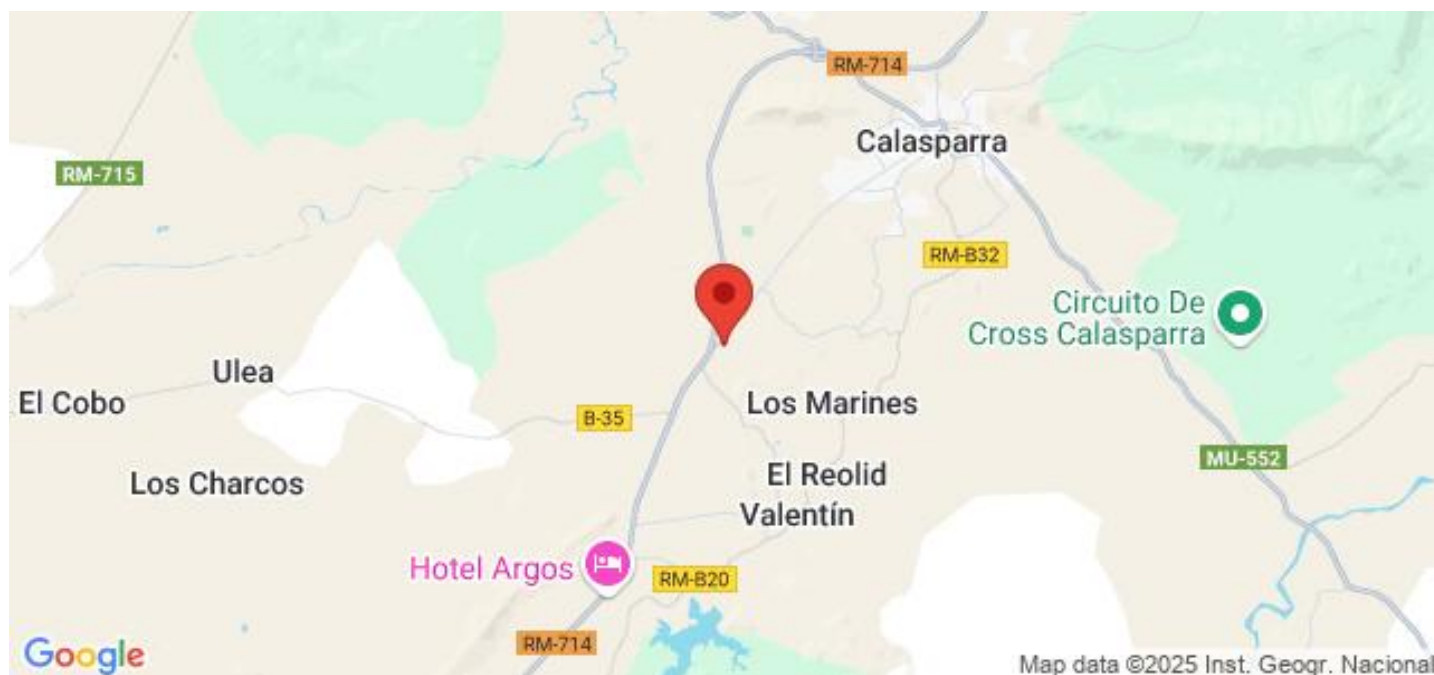 RM-714
Calasparra
RM-715
RM-B32
Circuito De
Cross Calasparra
Ulea
El Cobo
Los Marines
B-35
MU-552
El Reolid
Los Charcos
Valentín
Hotel Argos
RM-B20
RM-714
Google
Map data ©2025 Inst. Geogr. Nacional